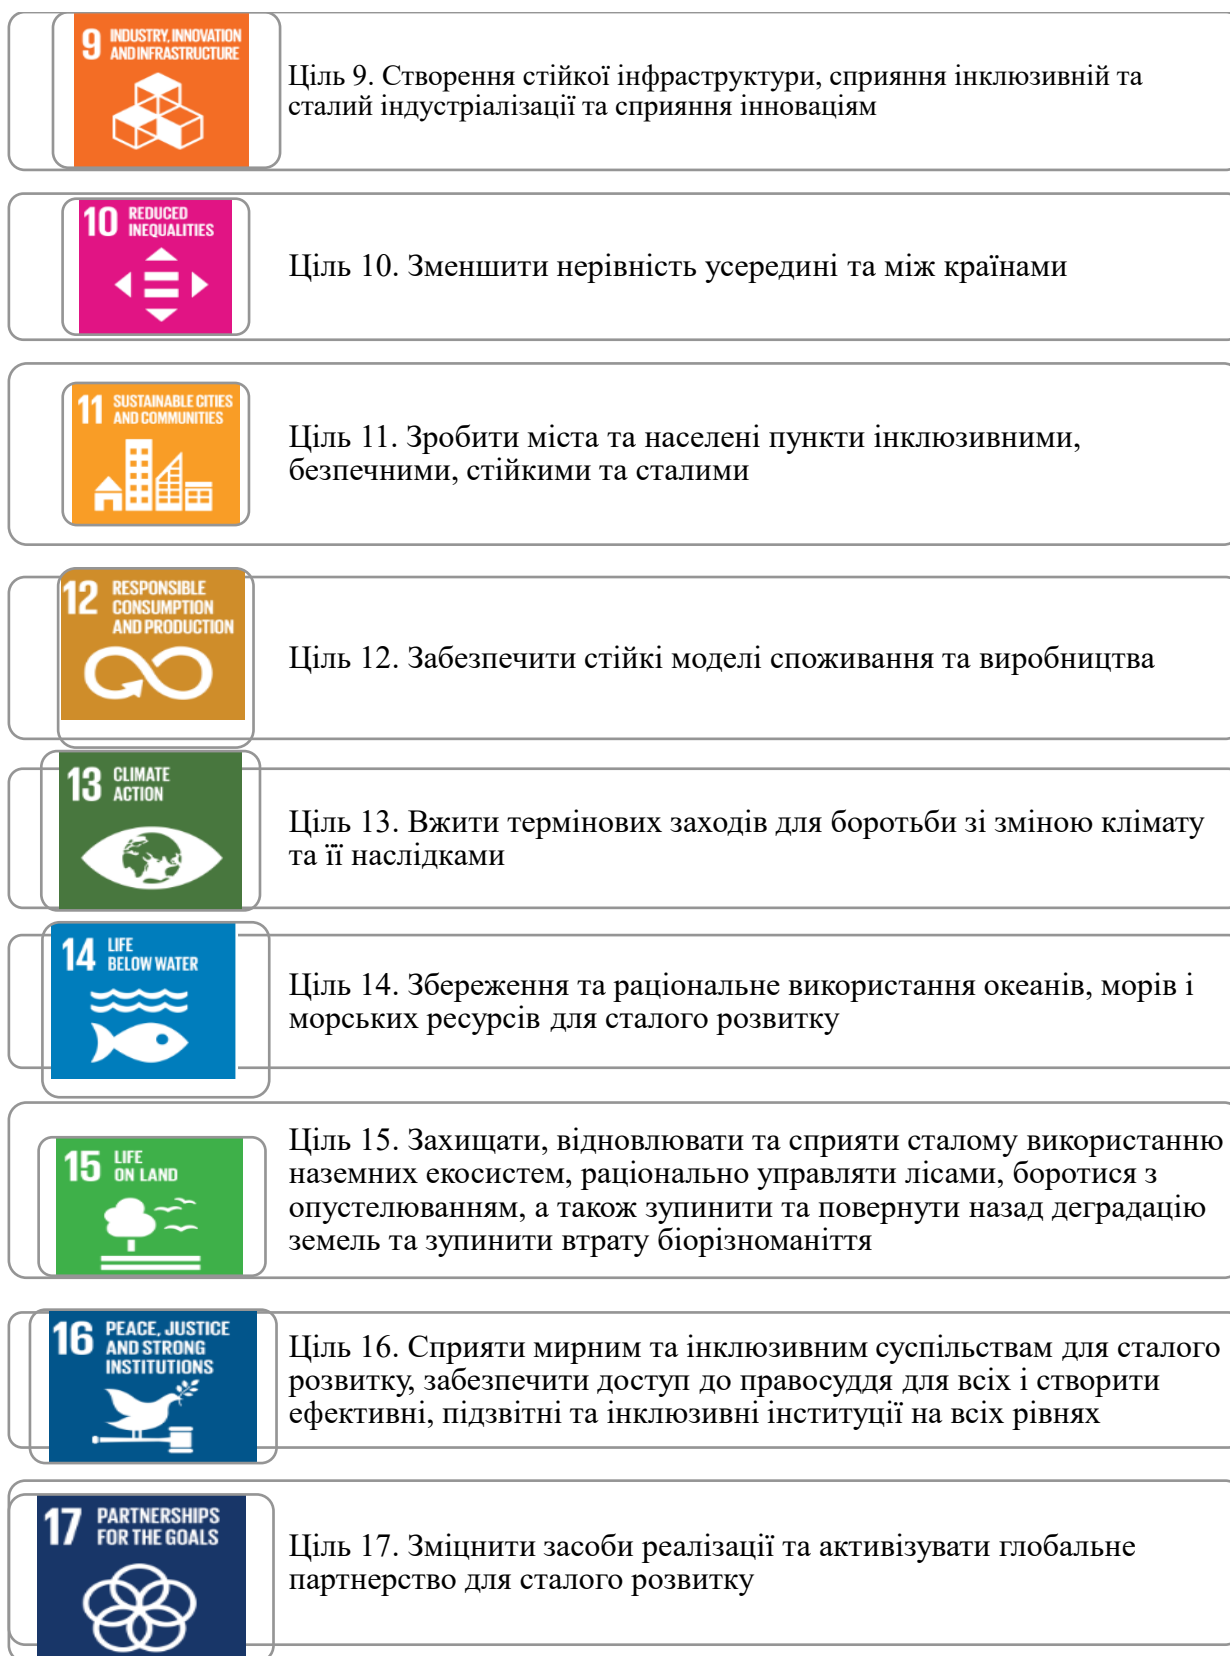 9 INDUSTRY, INNOVATION
AND INFRASTRUCTURE
Ціль 9. Створення стійкої інфраструктури, сприяння інклюзивній та
сталий індустріалізації та сприяння інноваціям
10 REDUCED
INEQUALITIES
Ціль 10. Зменшити нерівність усередині та між країнами
11 SUSTAINABLE CITIES
AND COMMUNITIES
Ціль 11. Зробити міста та населені пункти інклюзивними,
безпечними, стійкими та сталими
12 RESPONSIBLE
CONSUMPTION
AND PRODUCTION
Ціль 12. Забезпечити стійкі моделі споживання та виробництва
13 CLIMATE
ACTION
Ціль 13. Вжити термінових заходів для боротьби зі зміною клімату
та її наслідками
14 LIFE
BELOW WATER
Ціль 14. Збереження та раціональне використання океанів, морів і
морських ресурсів для сталого розвитку
15 LIFE
ON LAND
Ціль 15. Захищати, відновлювати та сприяти сталому використанню
наземних екосистем, раціонально управляти лісами, боротися з
опустелюванням, а також зупинити та повернути назад деградацію
земель та зупинити втрату біорізноманіття
16 PEACE, JUSTICE
AND STRONG
INSTITUTIONS
Ціль 16. Сприяти мирним та інклюзивним суспільствам для сталого
розвитку, забезпечити доступ до правосуддя для всіх і створити
ефективні, підзвітні та інклюзивні інституції на всіх рівнях
17 PARTNERSHIPS
FOR THE GOALS
Ціль 17. Зміцнити засоби реалізації та активізувати глобальне
партнерство для сталого розвитку